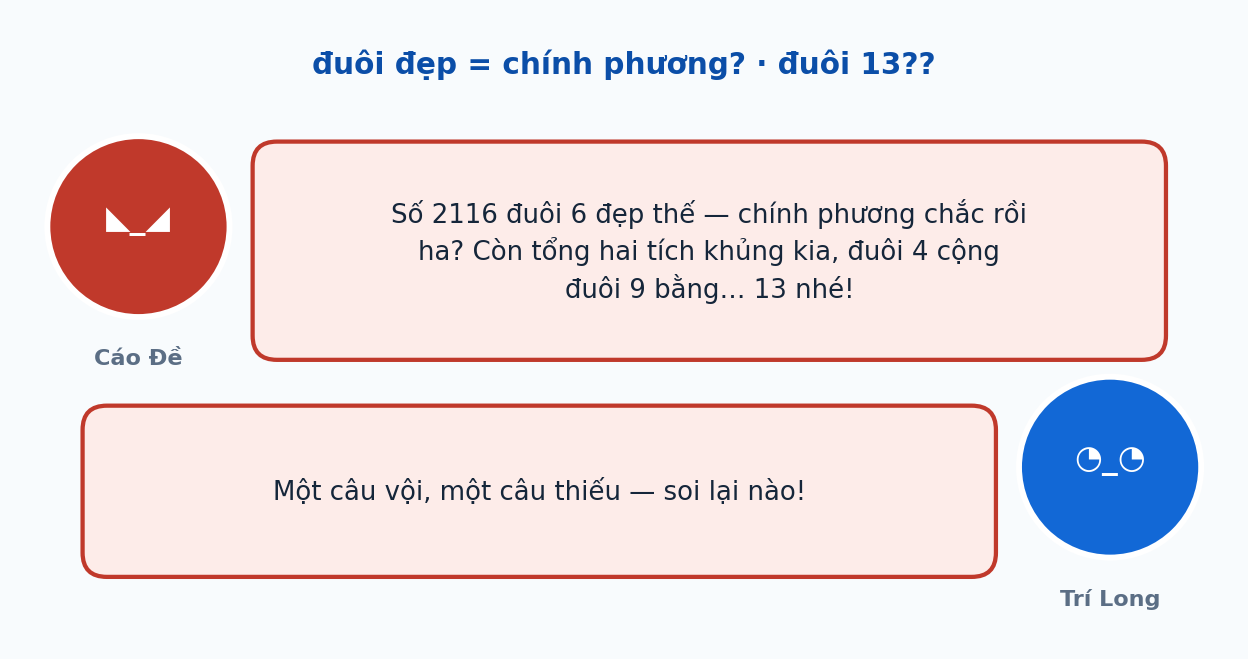 đuôi đẹp = chính phương? · đuôi 13??
Số 2116 đuôi 6 đẹp thế — chính phương chắc rồi
ha? Còn tổng hai tích khủng kia, đuôi 4 cộng
đuôi 9 bằng... 13 nhé!
Cáo Đề
Một câu vội, một câu thiếu — soi lại nào!
◔_◔
Trí Long